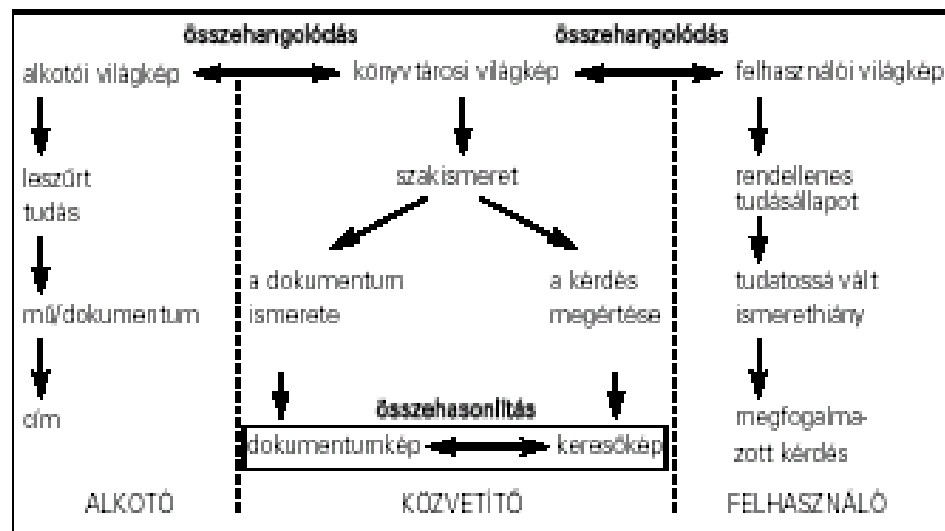 összehangolódás összehangolódás
alkotói világkép könyvtárosi világkép felhasználói világkép
leszűrt szakismeret rendellenes
tudás tudásállapot
a dokumentum a kérdés tudatossá vált
mű/dokumentum ismerete megértése ismerethiány
cím összehasonlítás megfogalma-
dokumentumkép keresőkép zott kérdés
ALKOTÓ KÖZVETÍTŐ FELHASZNÁLÓ